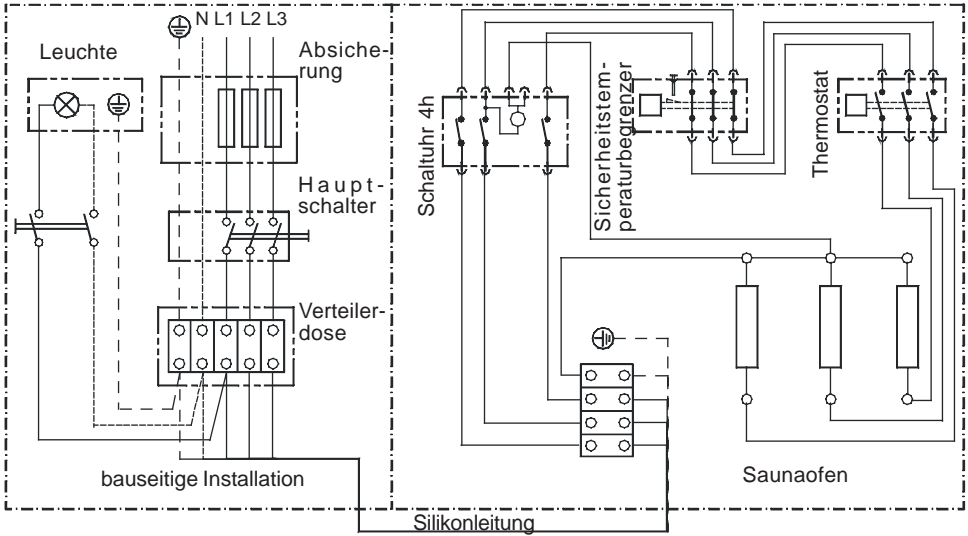 N L1 L2 L3
Leuchte
Absiche-
rung
Haupt-
schalter
Verteiler-
dose
bauseitige Installation
Schaltuhr 4h
Sicherheitstem-
peraturbegrenzer
Thermostat
Saunaofen
Silikonleitung